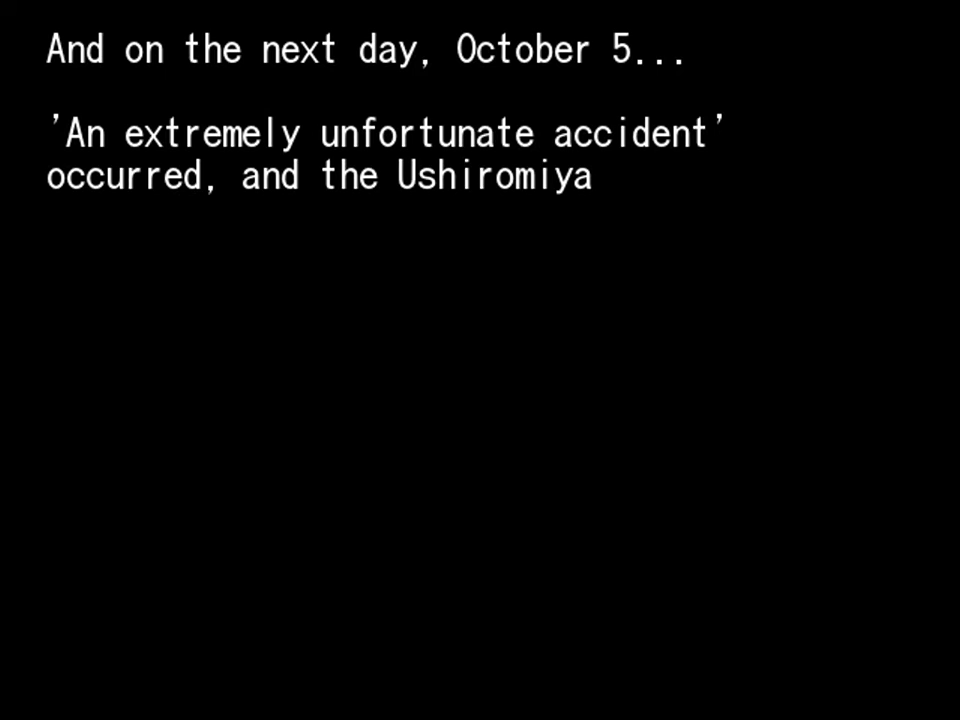 And on the next day, October 5...
'An extremely unfortunate accident'
occurred, and the Ushiromiya